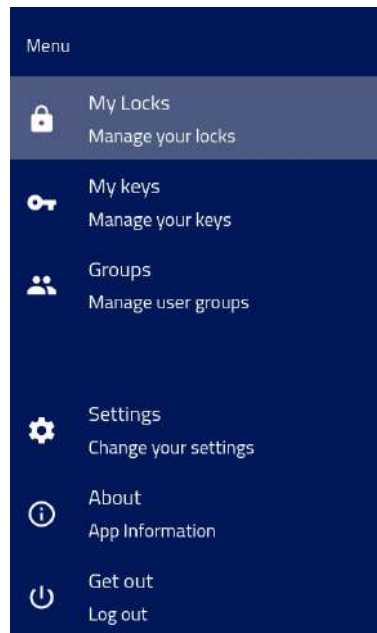 Menu
My Locks
Manage your locks
My keys
Manage your keys
Groups
Manage user groups
Settings
Change your settings
About
App Information
Get out
Log out